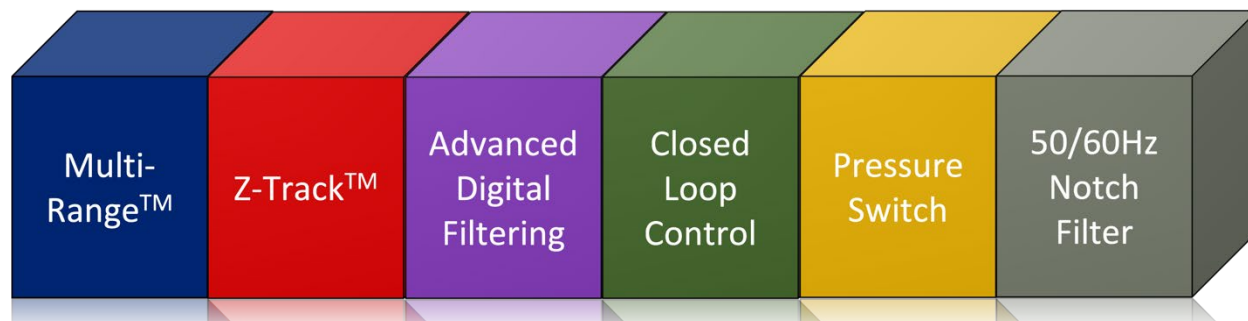 Multi-
Range™
Z-Track™
Advanced
Digital
Filtering
Closed
Loop
Control
Pressure
Switch
50/60Hz
Notch
Filter